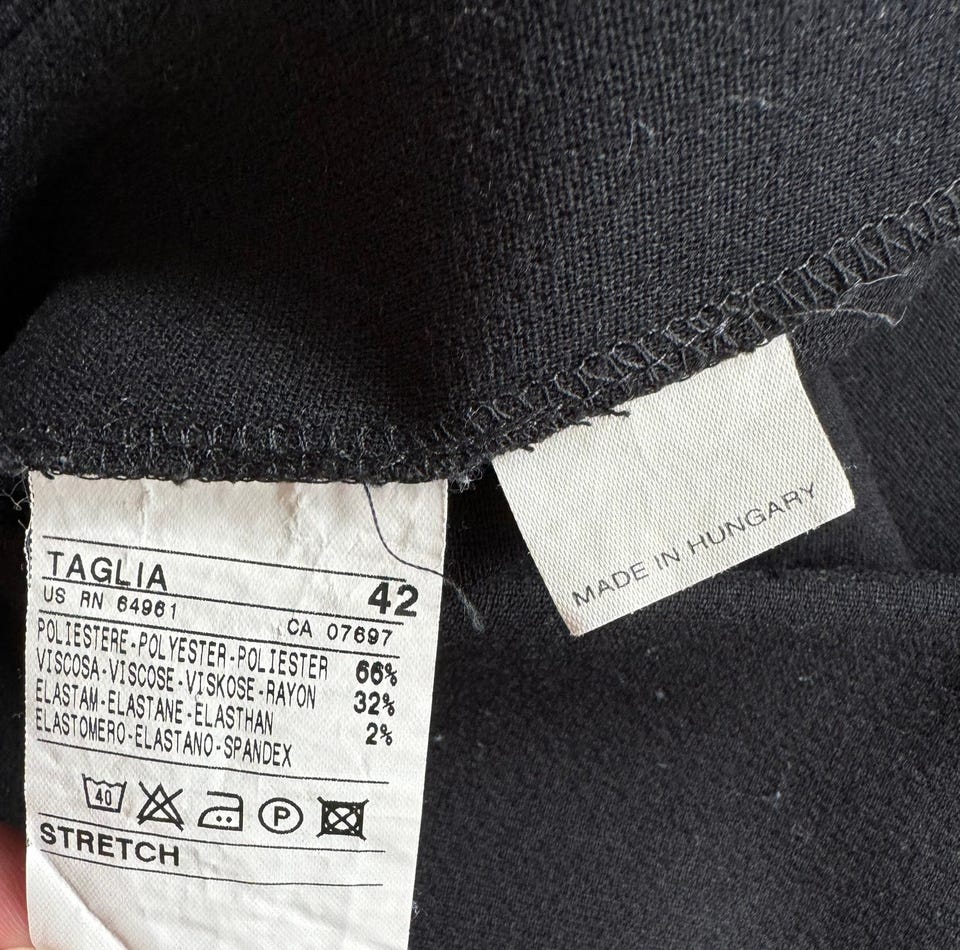 TAGLIA 42
US RN 64961 CA 07697
POLIESTERE-POLYESTER-POLIESTER 66%
VISCOSA-VISCOSE-VISKOSE-RAYON 32%
ELASTAM-ELASTANE-ELASTHAN 2%
ELASTOMERO-ELASTANO-SPANDEX
40 P
STRETCH
MADE IN HUNGARY